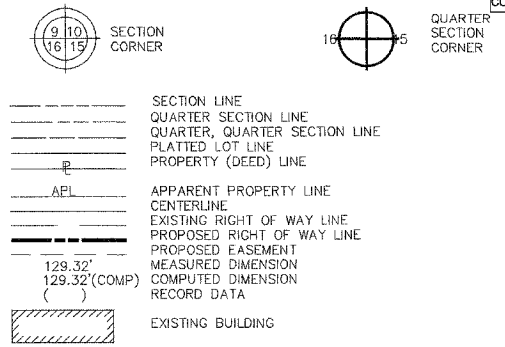 9 10 SECTION
16 15 CORNER
16 15 QUARTER
SECTION
CORNER
SECTION LINE
QUARTER SECTION LINE
QUARTER, QUARTER SECTION LINE
PLATTED LOT LINE
PL PROPERTY (DEED) LINE
APL APPARENT PROPERTY LINE
CENTERLINE
EXISTING RIGHT OF WAY LINE
PROPOSED RIGHT OF WAY LINE
PROPOSED EASEMENT
129.32' MEASURED DIMENSION
129.32'(COMP) COMPUTED DIMENSION
( ) RECORD DATA
EXISTING BUILDING